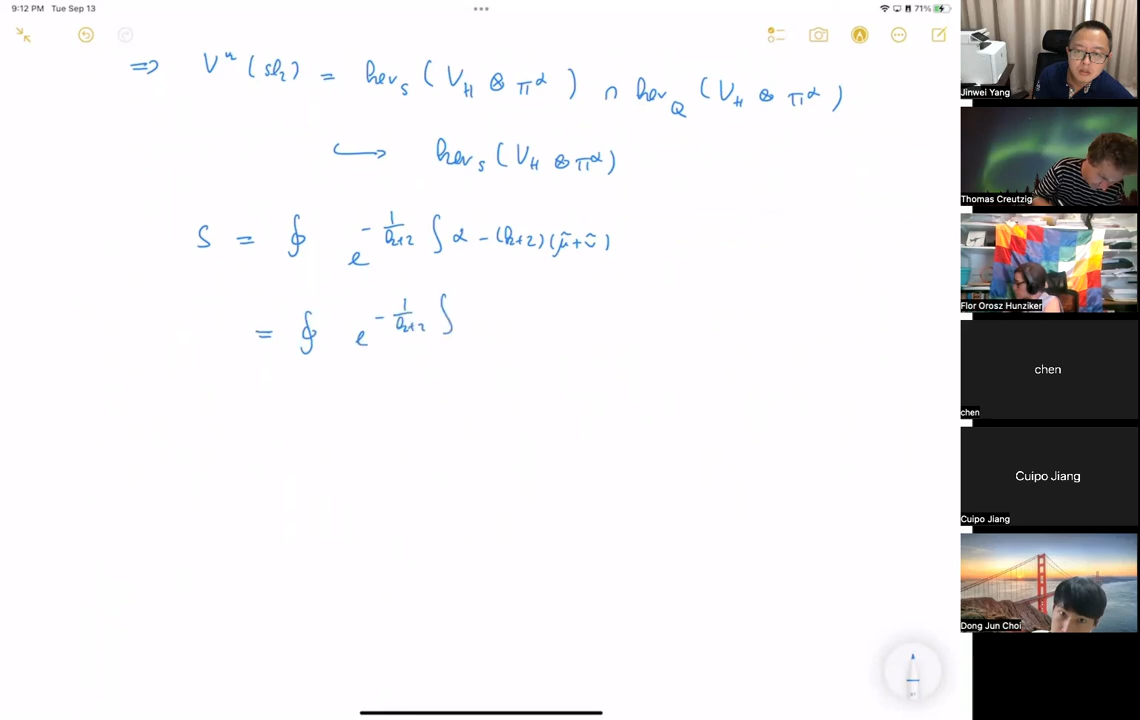 9:12 PM Tue Sep 13
71%
⇒ V^k (sl₂) = ker_S ( V_H ⊗ π^α ) ∩ ker_Q ( V_H ⊗ π^α )
↪ ker_S ( V_H ⊗ π^α )
S = ∮ e^{-1/(k+2) ∫ α - (k+2)(μ̃+ν̃)}
= ∮ e^{-1/(k+2) ∫}
Jinwei Yang
Thomas Creutzig
Flor Orosz Hunziker
chen
chen
Cuipo Jiang
Cuipo Jiang
Dong Jun Choi